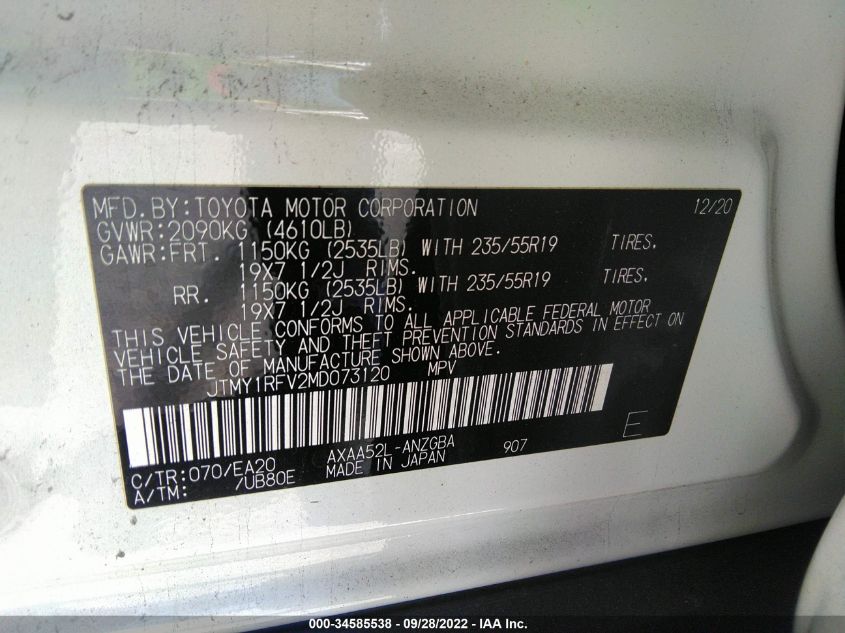 MFD.BY:TOYOTA MOTOR CORPORATION 12/20
GVWR:2090KG (4610LB)
GAWR:FRT. 1150KG (2535LB) WITH 235/55R19 TIRES.
19X7 1/2J RIMS.
RR. 1150KG (2535LB) WITH 235/55R19 TIRES.
19X7 1/2J RIMS.
THIS VEHICLE CONFORMS TO ALL APPLICABLE FEDERAL MOTOR
VEHICLE SAFETY AND THEFT PREVENTION STANDARDS IN EFFECT ON
THE DATE OF MANUFACTURE SHOWN ABOVE.
JTMY1RFV2MD073120 MPV
E
C/TR:070/EA20 AXAA52L-ANZGBA 907
A/TM: /UB80E MADE IN JAPAN
000-34585538 - 09/28/2022 - IAA Inc.